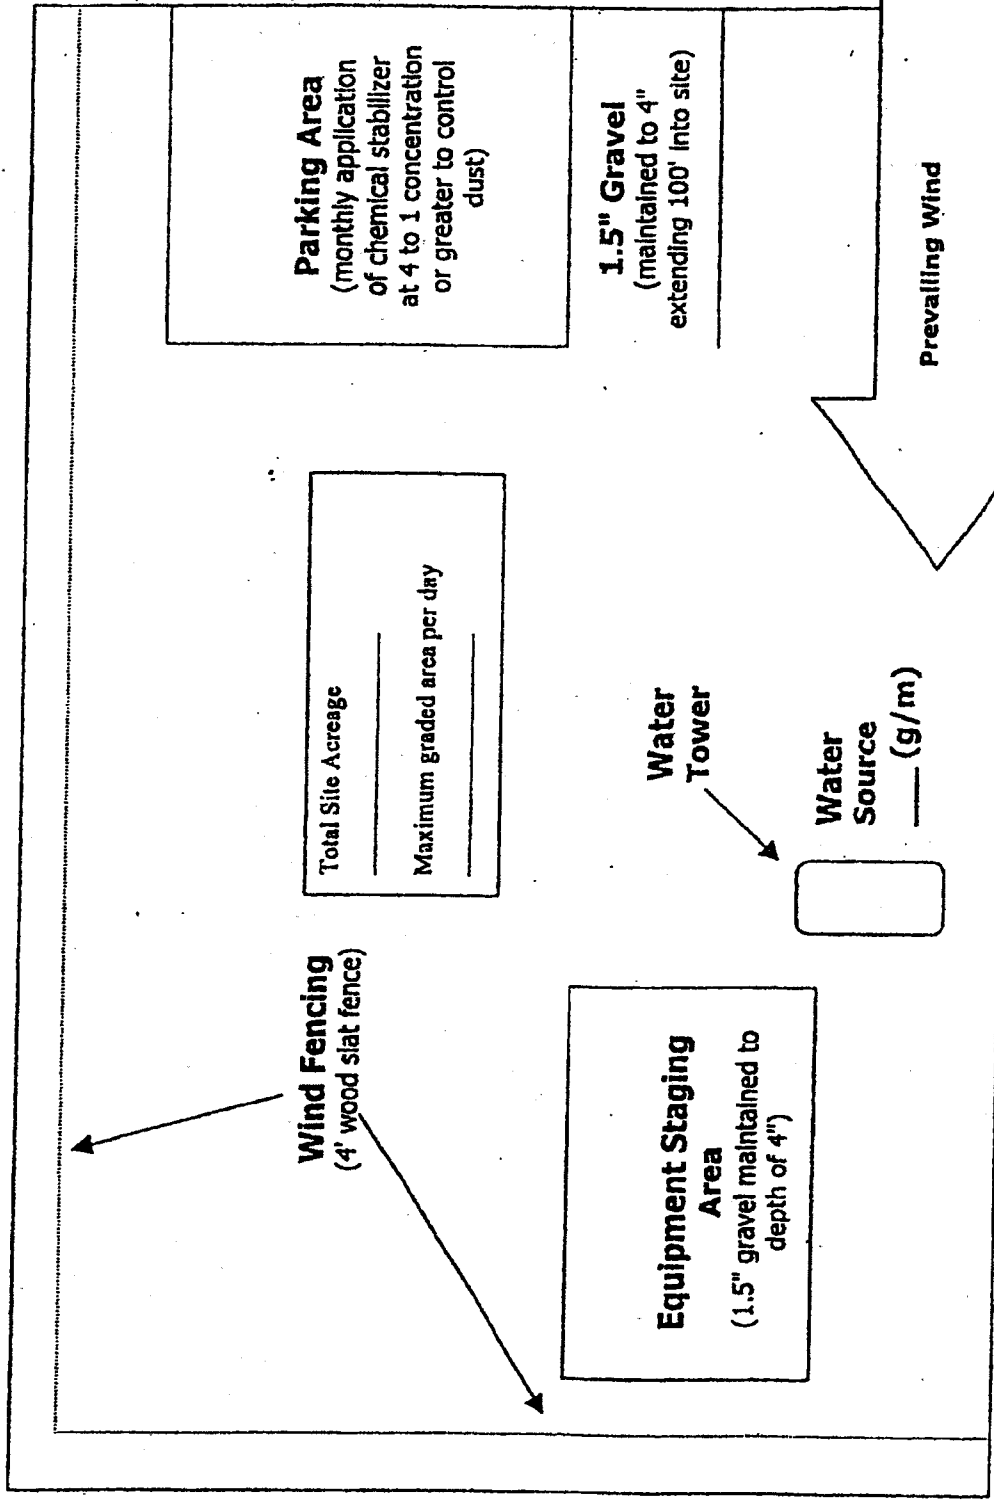 Wind Fencing
(4' wood slat fence)
Total Site Acreage
Maximum graded area per day
Parking Area
(monthly application
of chemical stabilizer
at 4 to 1 concentration
or greater to control
dust)
1.5" Gravel
(maintained to 4"
extending 100' into site)
Equipment Staging
Area
(1.5" gravel maintained to
depth of 4")
Water
Tower
Water
Source
___ (g/m)
Prevailing Wind